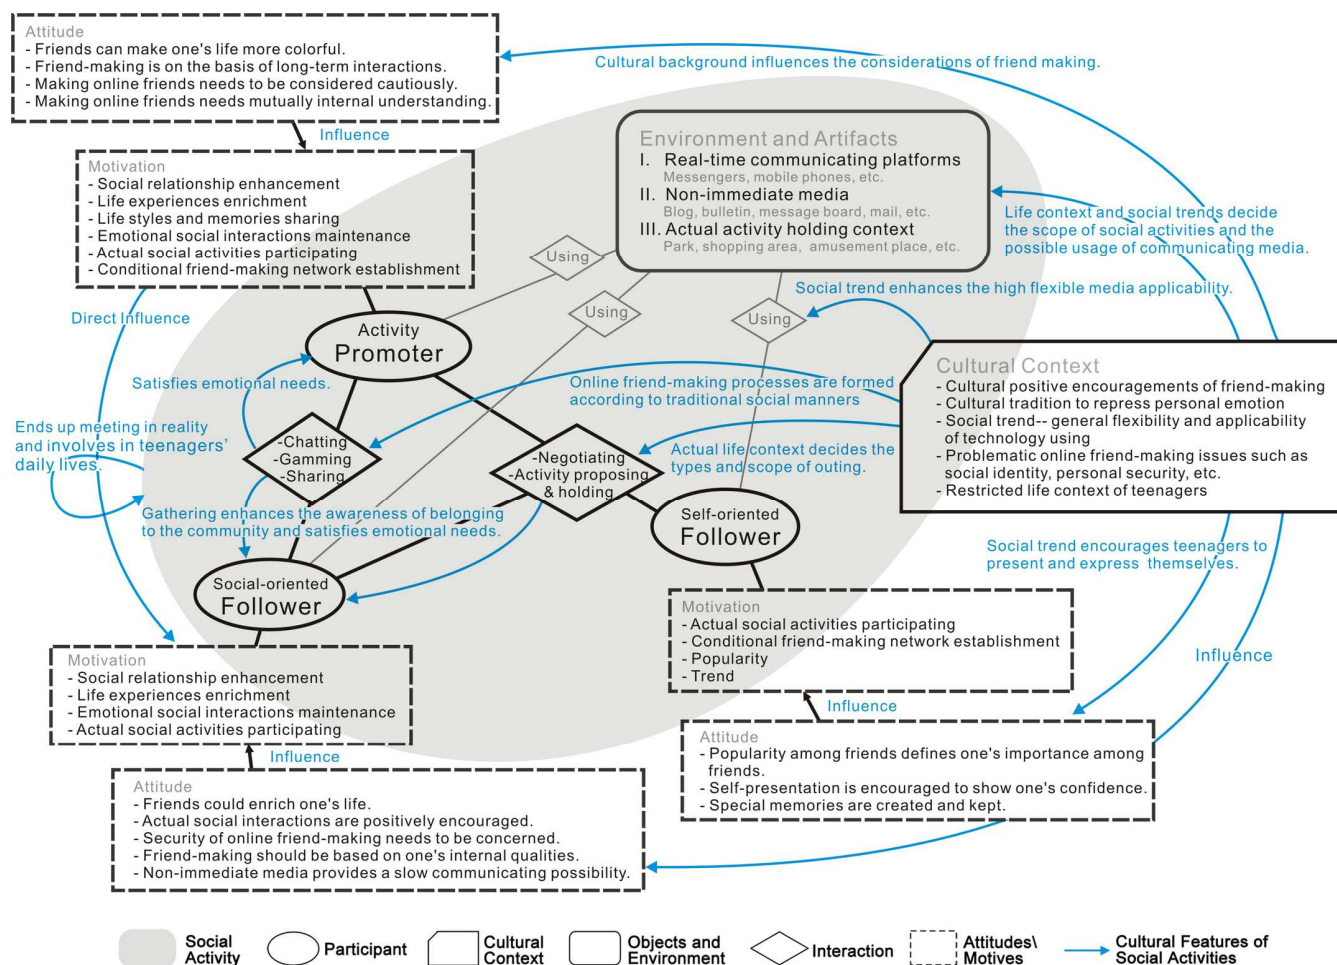 Attitude
- Friends can make one's life more colorful.
- Friend-making is on the basis of long-term interactions.
- Making online friends needs to be considered cautiously.
- Making online friends needs mutually internal understanding.
Cultural background influences the considerations of friend making.
Influence
Motivation
- Social relationship enhancement
- Life experiences enrichment
- Life styles and memories sharing
- Emotional social interactions maintenance
- Actual social activities participating
- Conditional friend-making network establishment
Environment and Artifacts
I. Real-time communicating platforms
Messengers, mobile phones, etc.
II. Non-immediate media
Blog, bulletin, message board, mail, etc.
III. Actual activity holding context
Park, shopping area, amusement place, etc.
Life context and social trends decide
the scope of social activities and the
possible usage of communicating media.
Using
Using
Using
Social trend enhances the high flexible media applicability.
Direct Influence
Activity
Promoter
Satisfies emotional needs.
Online friend-making processes are formed
according to traditional social manners
Cultural Context
- Cultural positive encouragements of friend-making
- Cultural tradition to repress personal emotion
- Social trend-- general flexibility and applicability
of technology using
- Problematic online friend-making issues such as
social identity, personal security, etc.
- Restricted life context of teenagers
Ends up meeting in reality
and involves in teenagers'
daily lives.
-Chatting
-Gamming
-Sharing
-Negotiating
-Activity proposing
& holding
Actual life context decides the
types and scope of outing.
Gathering enhances the awareness of belonging
to the community and satisfies emotional needs.
Self-oriented
Follower
Social-oriented
Follower
Social trend encourages teenagers to
present and express themselves.
Motivation
- Actual social activities participating
- Conditional friend-making network establishment
- Popularity
- Trend
Influence
Motivation
- Social relationship enhancement
- Life experiences enrichment
- Emotional social interactions maintenance
- Actual social activities participating
Influence
Influence
Attitude
- Popularity among friends defines one's importance among
friends.
- Self-presentation is encouraged to show one's confidence.
- Special memories are created and kept.
Attitude
- Friends could enrich one's life.
- Actual social interactions are positively encouraged.
- Security of online friend-making needs to be concerned.
- Friend-making should be based on one's internal qualities.
- Non-immediate media provides a slow communicating possibility.
Social
Activity
Participant
Cultural
Context
Objects and
Environment
Interaction
Attitudes\
Motives
Cultural Features of
Social Activities